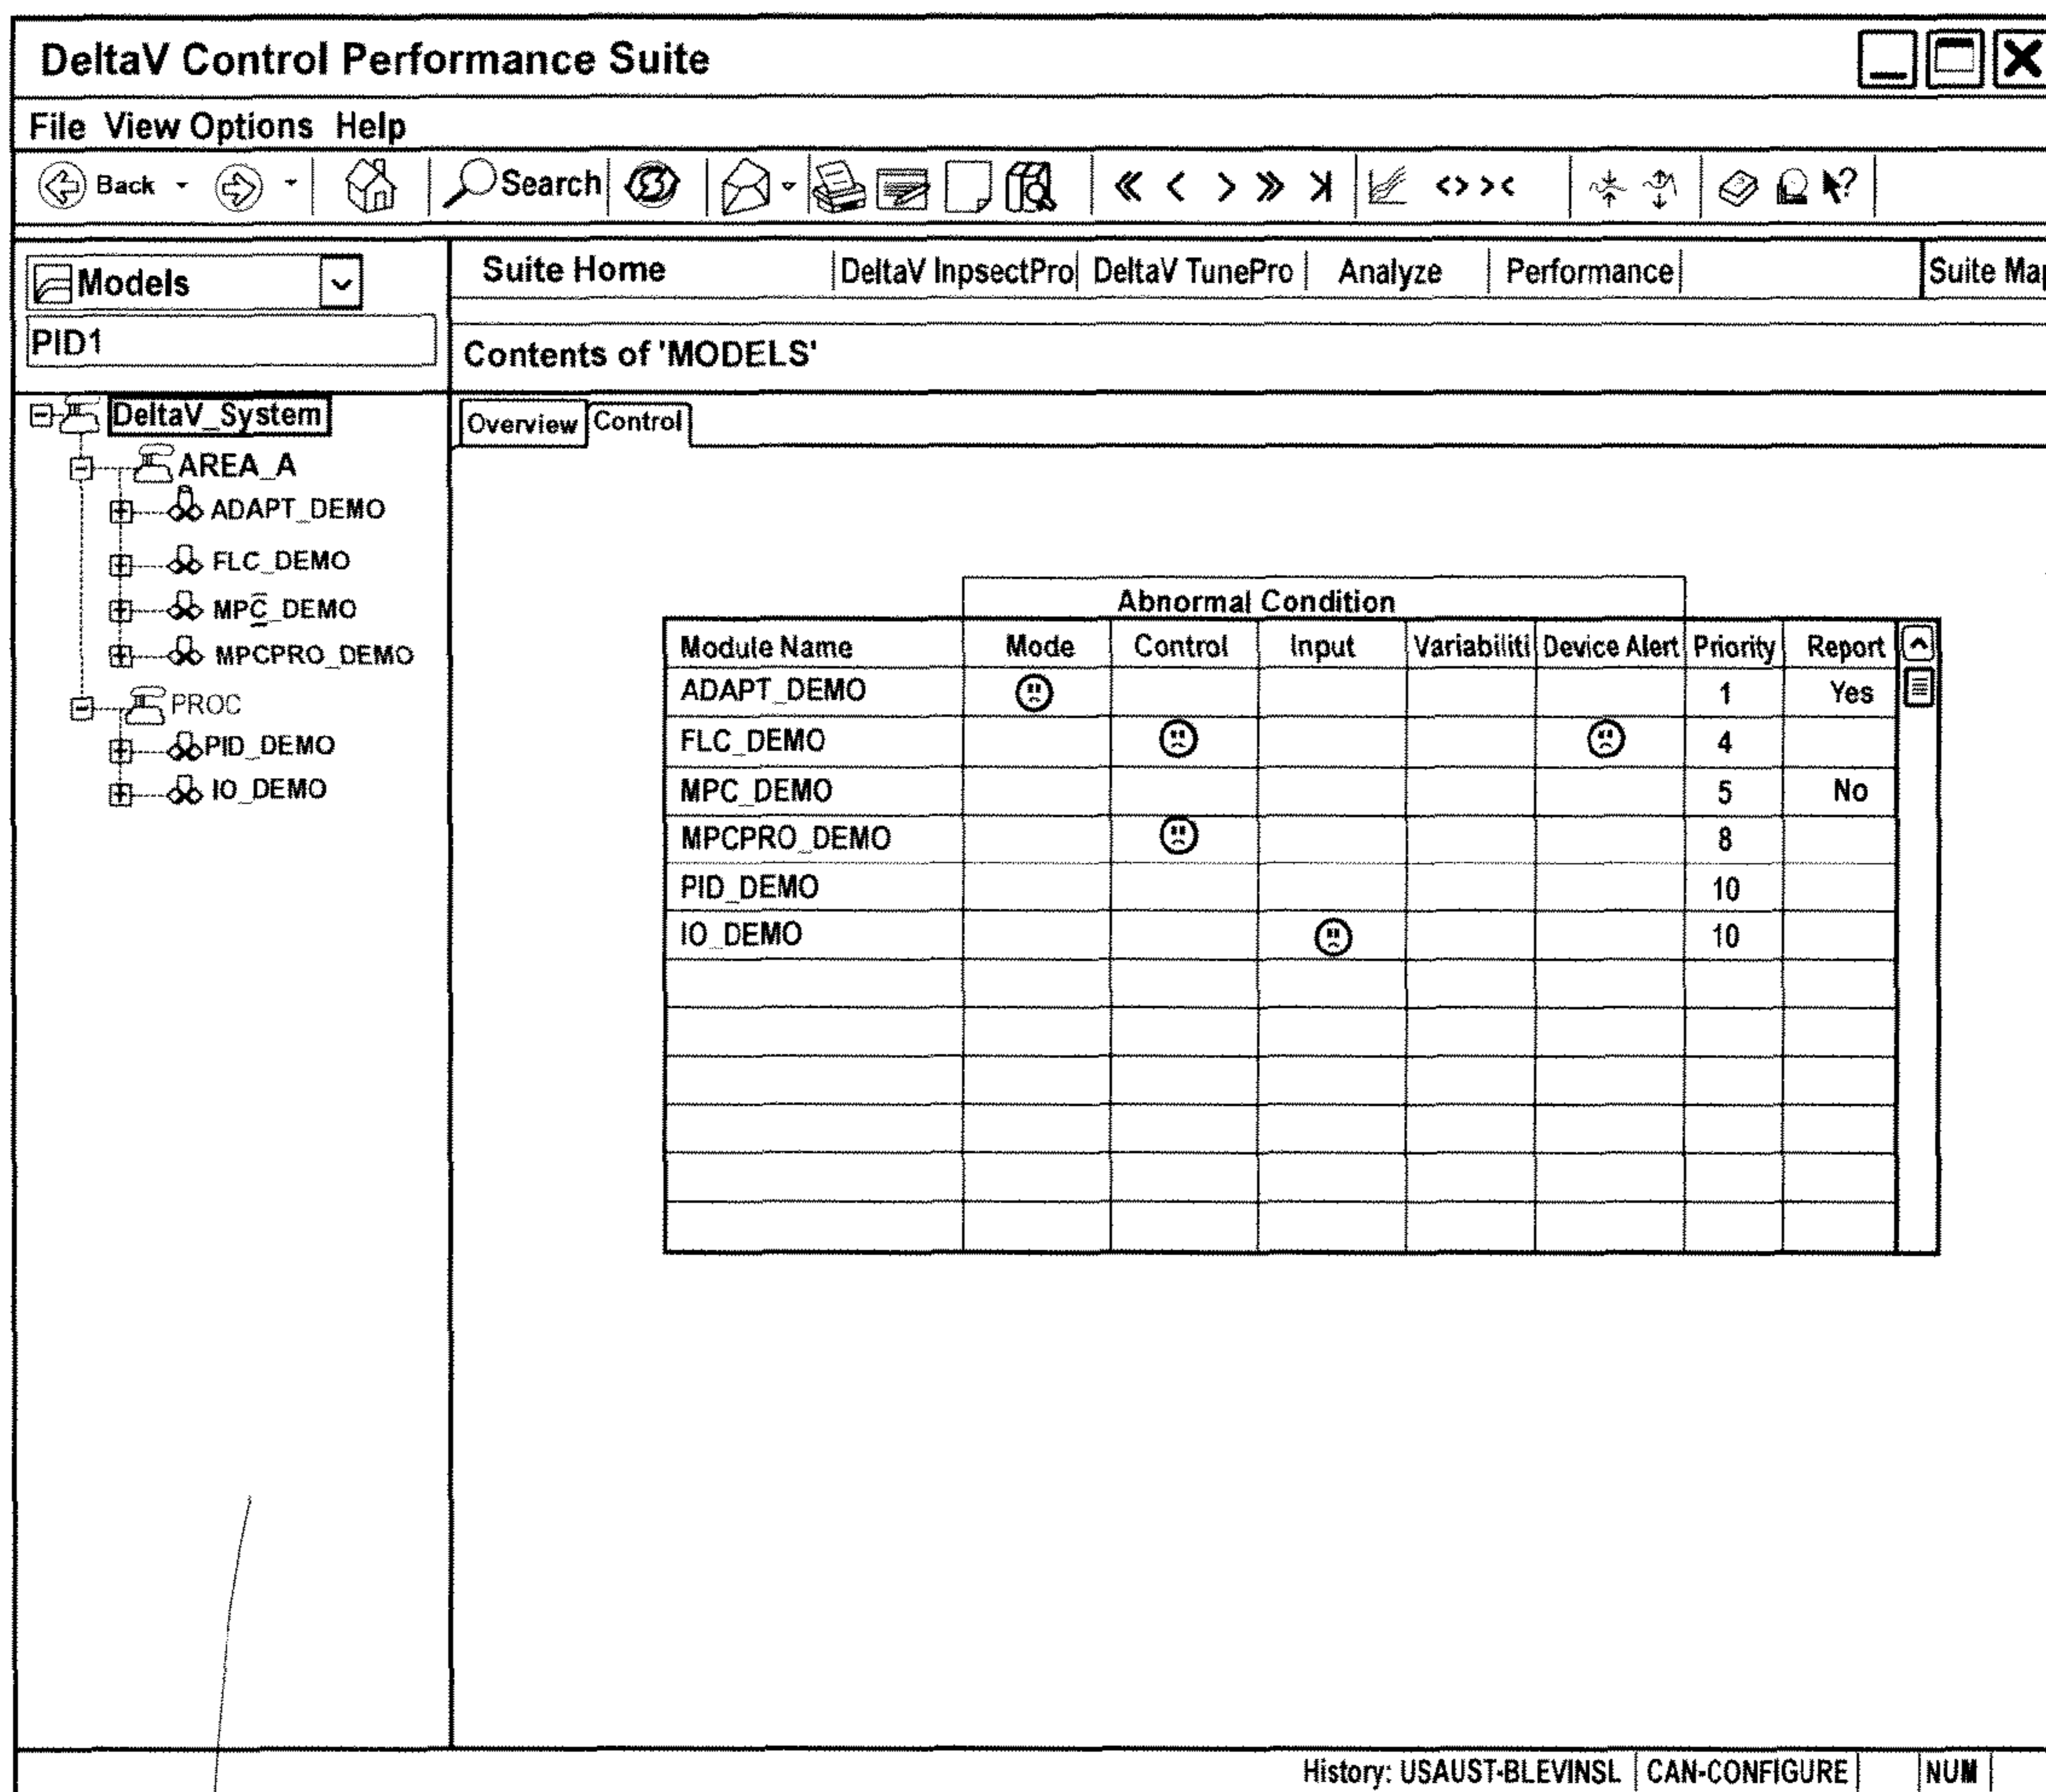 DeltaV Control Performance Suite
File View Options Help
Back Search
Models
Suite Home DeltaV InpsectPro DeltaV TunePro Analyze Performance Suite Map
PID1
Contents of 'MODELS'
DeltaV_System
Overview Control
AREA_A
ADAPT_DEMO
FLC_DEMO
MPC_DEMO
MPCPRO_DEMO
PROC
PID_DEMO
IO_DEMO
Abnormal Condition
Module Name Mode Control Input Variabiliti Device Alert Priority Report
ADAPT_DEMO 1 Yes
FLC_DEMO 4
MPC_DEMO 5 No
MPCPRO_DEMO 8
PID_DEMO 10
IO_DEMO 10
History: USAUST-BLEVINSL CAN-CONFIGURE NUM